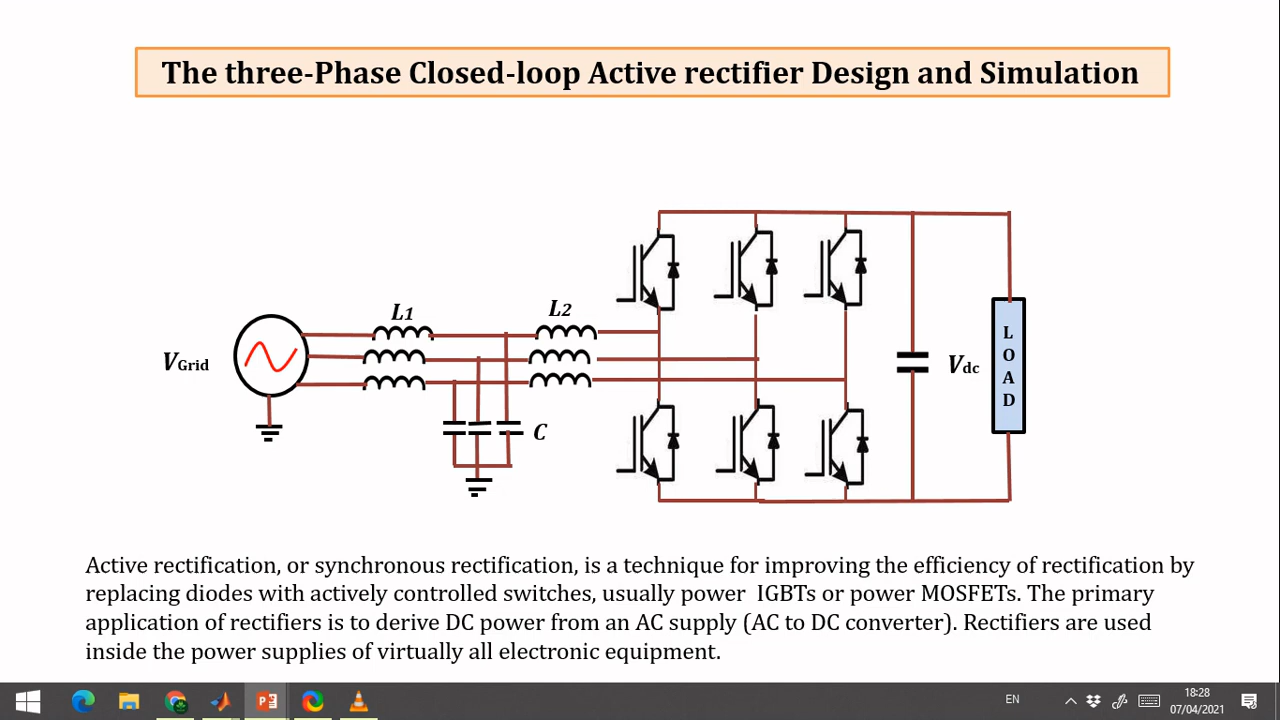 The three-Phase Closed-loop Active rectifier Design and Simulation
L1
L2
VGrid
C
Vdc
LOAD
Active rectification, or synchronous rectification, is a technique for improving the efficiency of rectification by
replacing diodes with actively controlled switches, usually power IGBTs or power MOSFETs. The primary
application of rectifiers is to derive DC power from an AC supply (AC to DC converter). Rectifiers are used
inside the power supplies of virtually all electronic equipment.
EN
18:28
07/04/2021